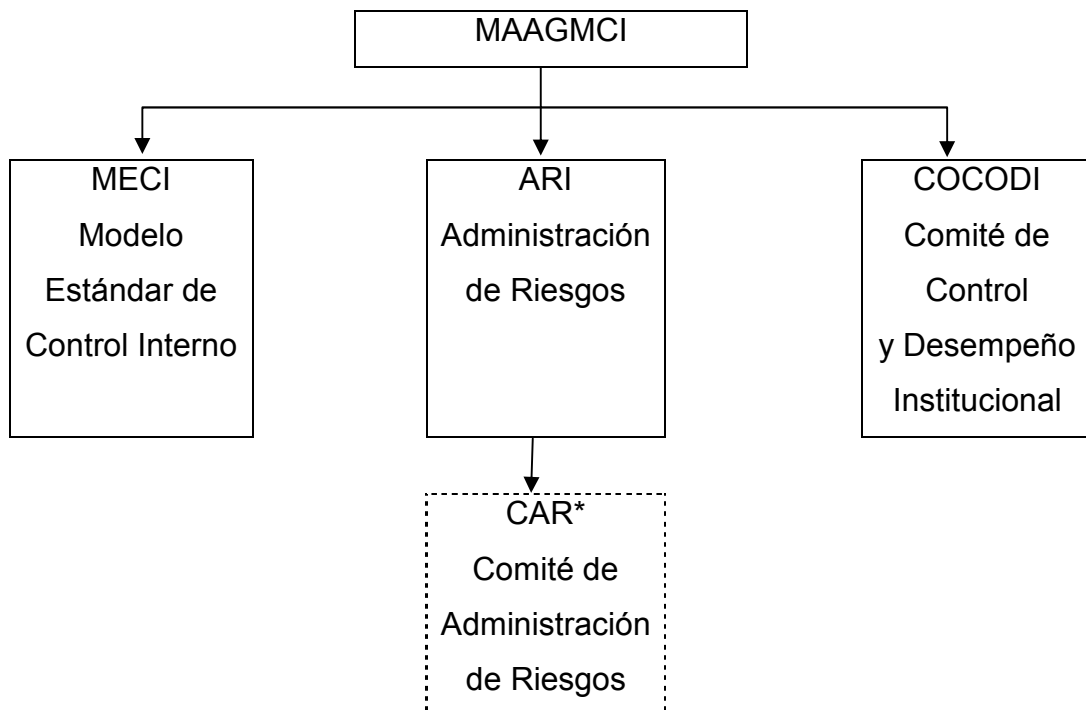 MAAGMCI
MECI
Modelo
Estándar de
Control Interno
ARI
Administración
de Riesgos
COCODI
Comité de
Control
y Desempeño
Institucional
CAR*
Comité de
Administración
de Riesgos